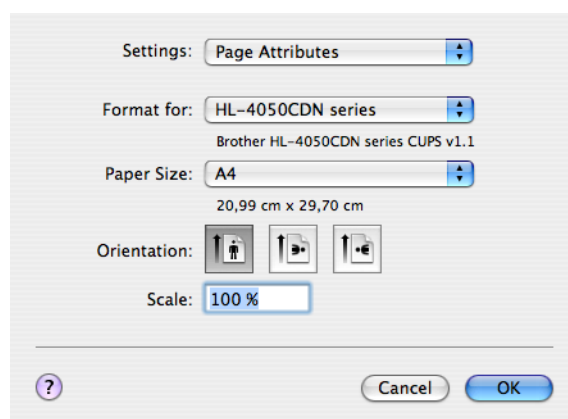 Settings: Page Attributes
Format for: HL-4050CDN series
Brother HL-4050CDN series CUPS v1.1
Paper Size: A4
20,99 cm x 29,70 cm
Orientation:
Scale: 100 %
? Cancel OK